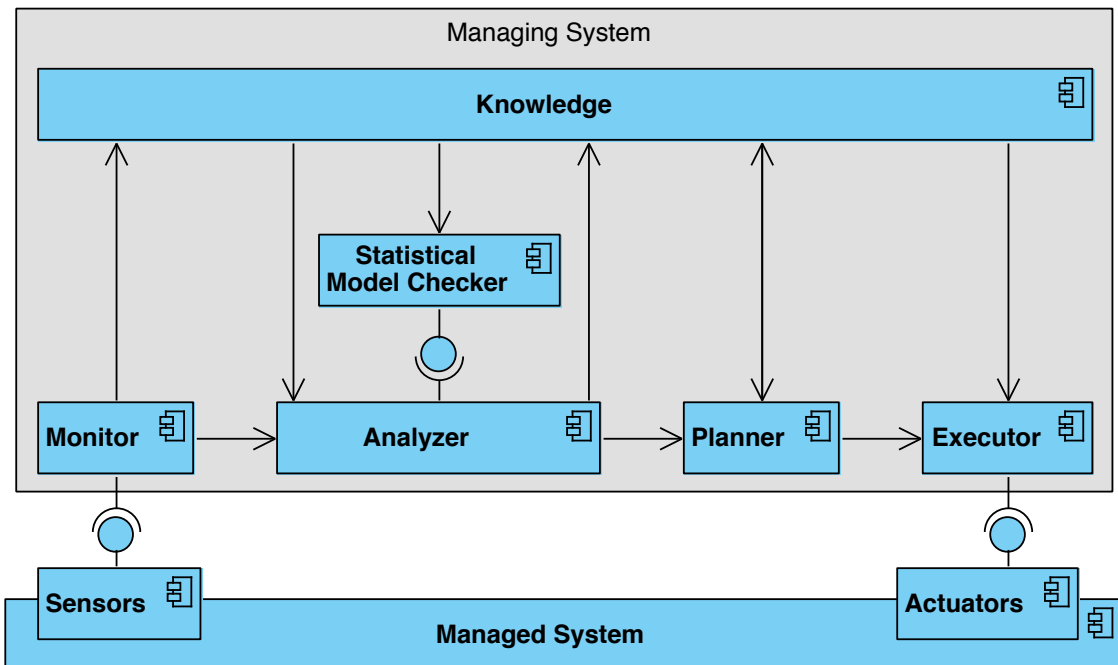 Managing System
Knowledge
Statistical
Model Checker
Monitor
Analyzer
Planner
Executor
Sensors
Actuators
Managed System